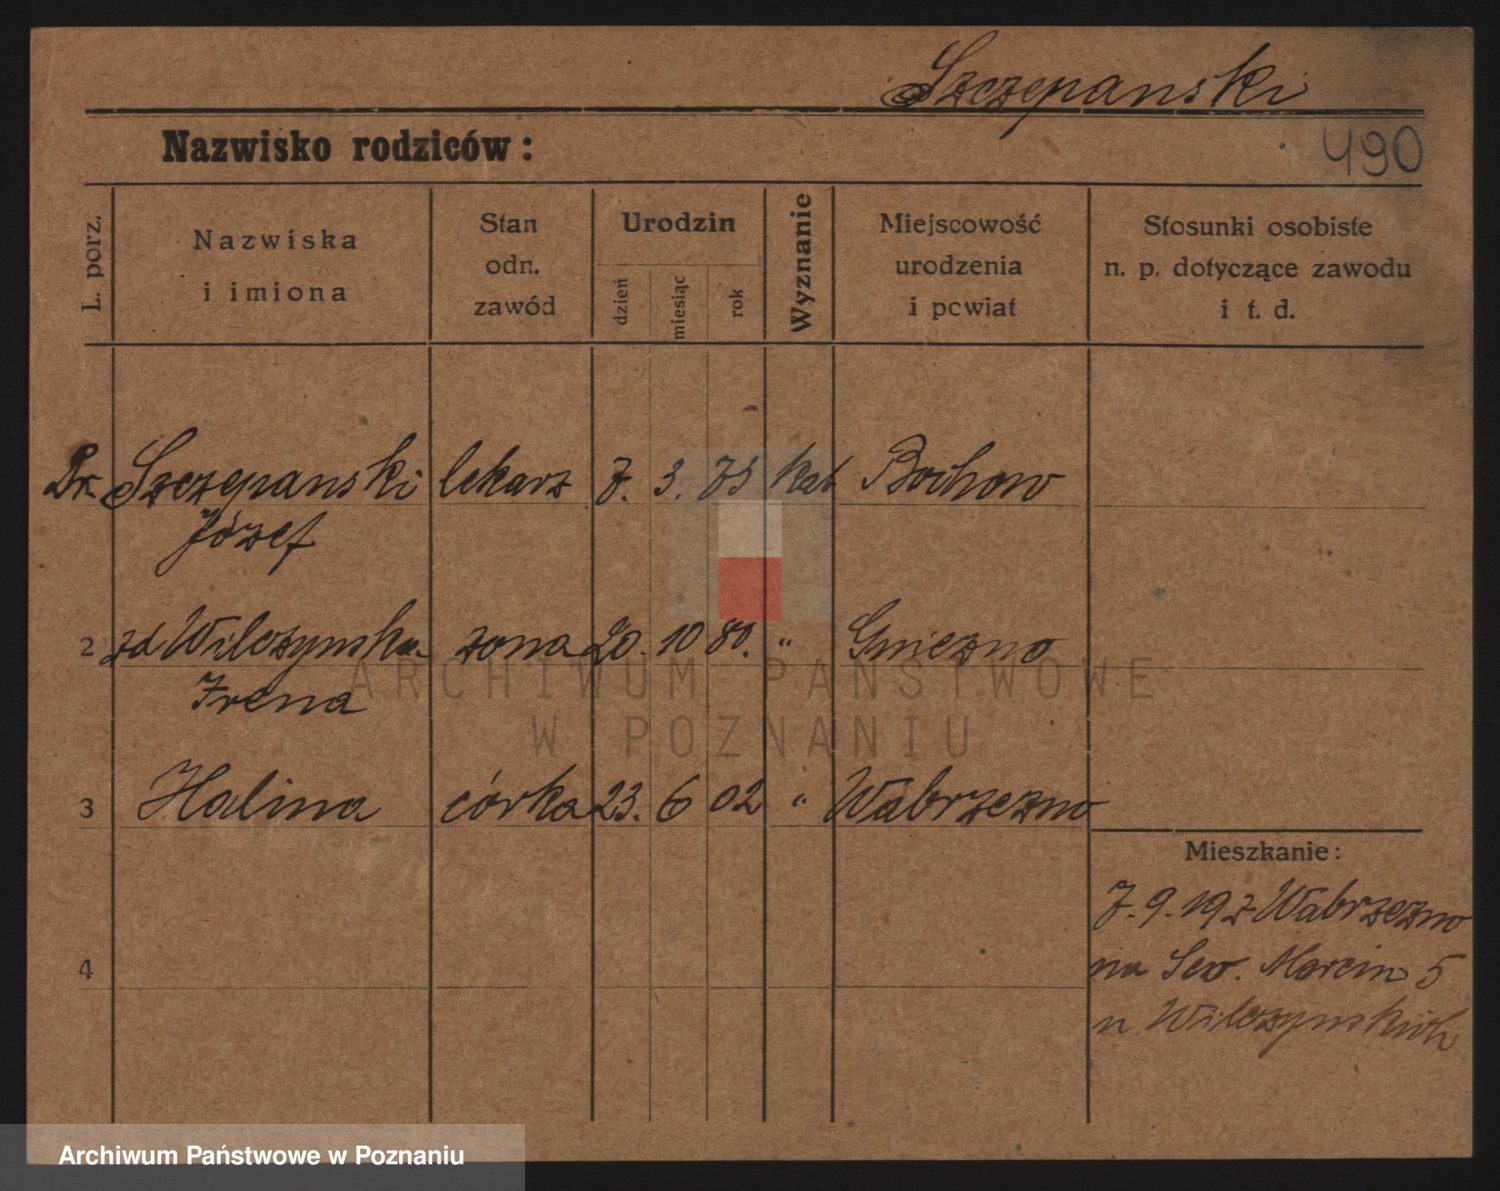 Szczepanski
490
Nazwisko rodziców:
L. porz.
Nazwiska
i imiona
Stan
odn.
zawód
Urodzin
dzień
miesiąc
rok
Wyznanie
Miejscowość
urodzenia
i pcwiat
Stosunki osobiste
n. p. dotyczące zawodu
i t. d.
Dr. Szczepanski lekarz 7. 3. 73 kat Bochow
Józef
2 zd Wilczynska zona 20. 10 80. " Gniezno
Irena
3 Halina córka 23. 6 02 " Wabrzezno
4
Mieszkanie:
7. 9. 19 z Wabrzezno
na Sw. Marcin 5
u Wilczynskich
ARCHIWUM PAŃSTWOWE
W POZNANIU
Archiwum Państwowe w Poznaniu